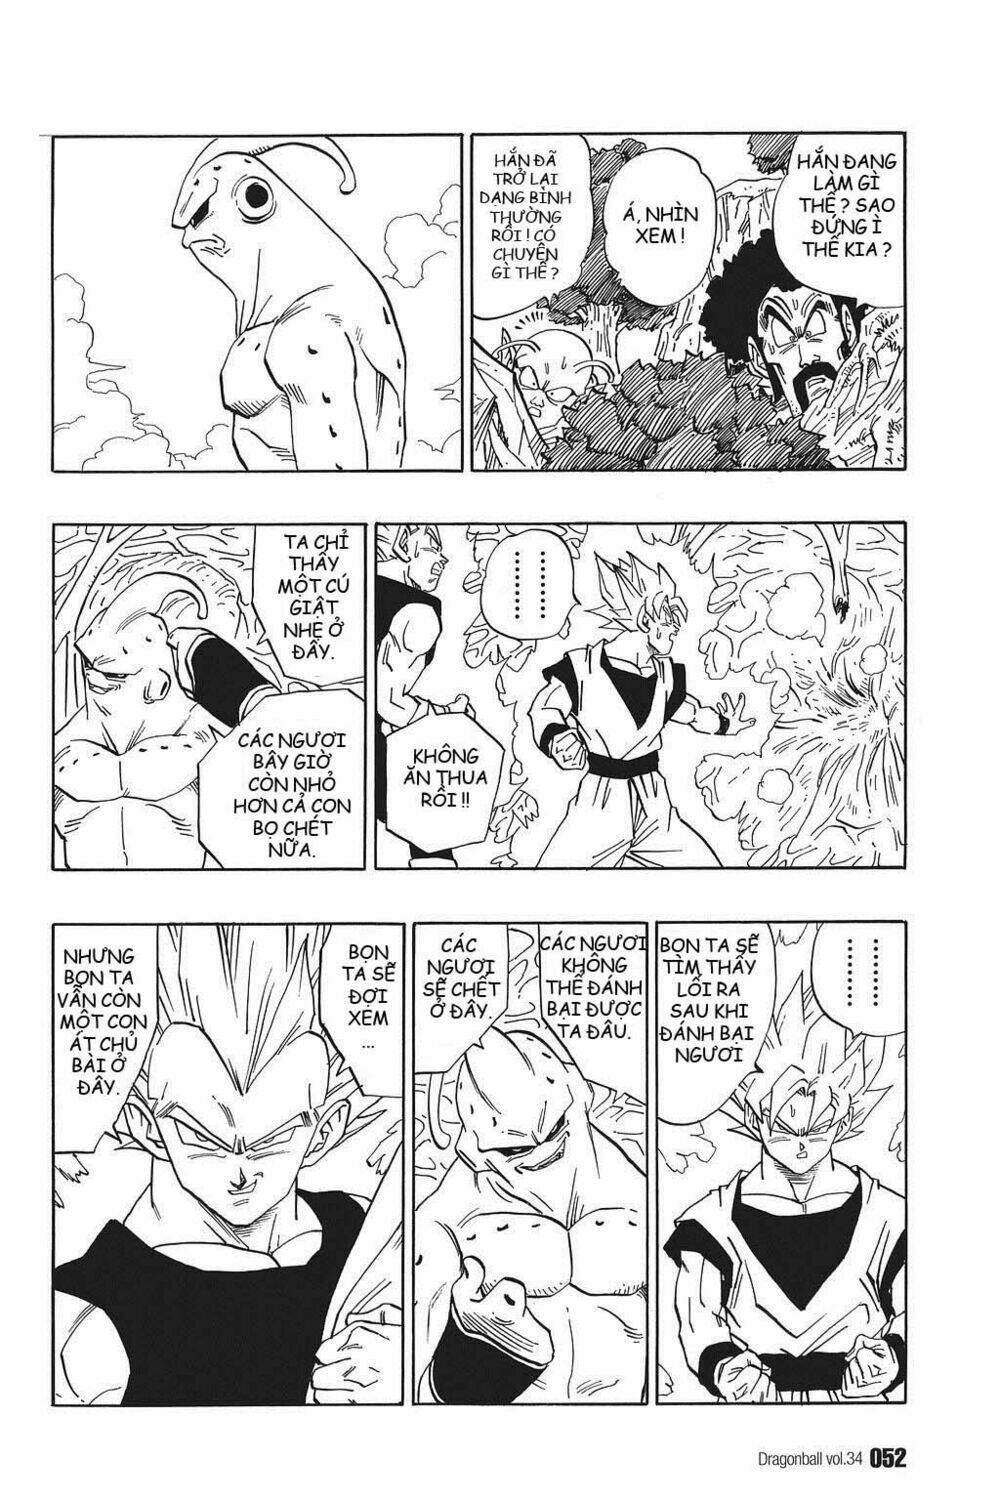 HẮN ĐANG
LÀM GÌ
THẾ? SAO
ĐỨNG Ì
THẾ KIA?
Á, NHÌN
XEM!
HẮN ĐÃ
TRỞ LẠI
DẠNG BÌNH
THƯỜNG
RỒI! CÓ
CHUYỆN
GÌ THẾ?
KHÔNG
ĂN THUA
RỒI!!
TA CHỈ
THẤY
MỘT CÚ
GIẬT
NHẸ Ở
ĐẤY.
CÁC NGƯƠI
BÂY GIỜ
CÒN NHỎ
HƠN CẢ CON
BỌ CHÉT
NỮA.
BỌN TA SẼ
TÌM THẤY
LỐI RA
SAU KHI
ĐÁNH BẠI
NGƯƠI
CÁC NGƯƠI
KHÔNG
THỂ ĐÁNH
BẠI ĐƯỢC
TA ĐÂU.
CÁC
NGƯƠI
SẼ CHẾT
Ở ĐÂY.
BỌN
TA SẼ
ĐỢI
XEM
...
NHƯNG
BỌN TA
VẪN CÒN
MỘT CON
ÁT CHỦ
BÀI Ở
ĐÂY.
Dragonball vol.34 052